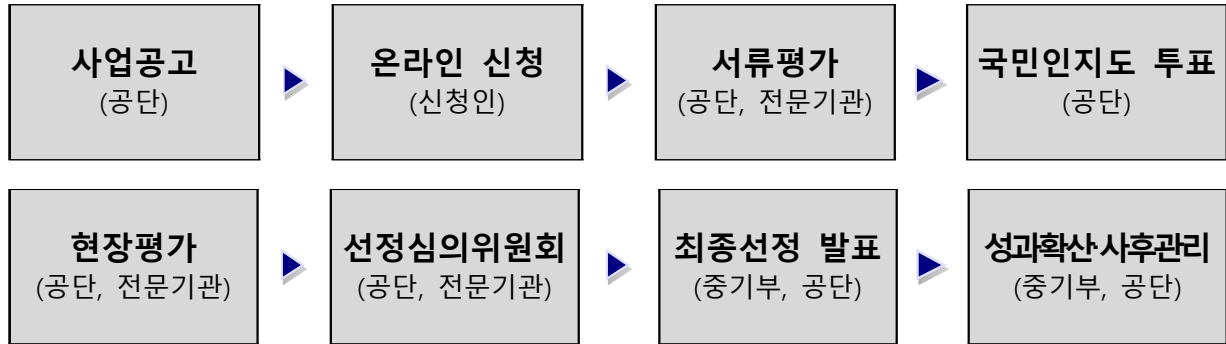 사업공고
(공단)
온라인 신청
(신청인)
서류평가
(공단, 전문기관)
국민인지도 투표
(공단)
현장평가
(공단, 전문기관)
선정심의위원회
(공단, 전문기관)
최종선정 발표
(중기부, 공단)
성과확산·사후관리
(중기부, 공단)